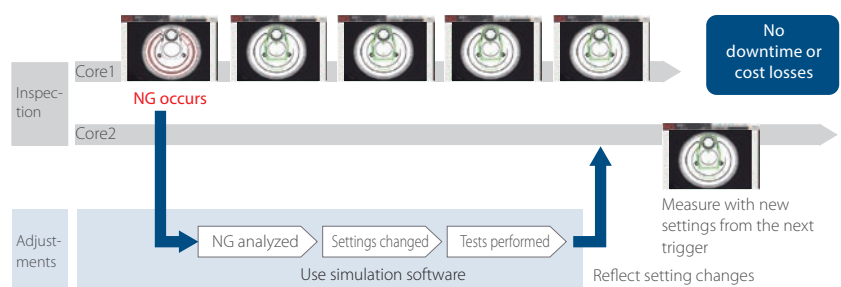 No
downtime or
cost losses
Core1
Inspec-
tion
NG occurs
Core2
Measure with new
settings from the next
trigger
Adjust-
ments
NG analyzed
Settings changed
Tests performed
Use simulation software
Reflect setting changes